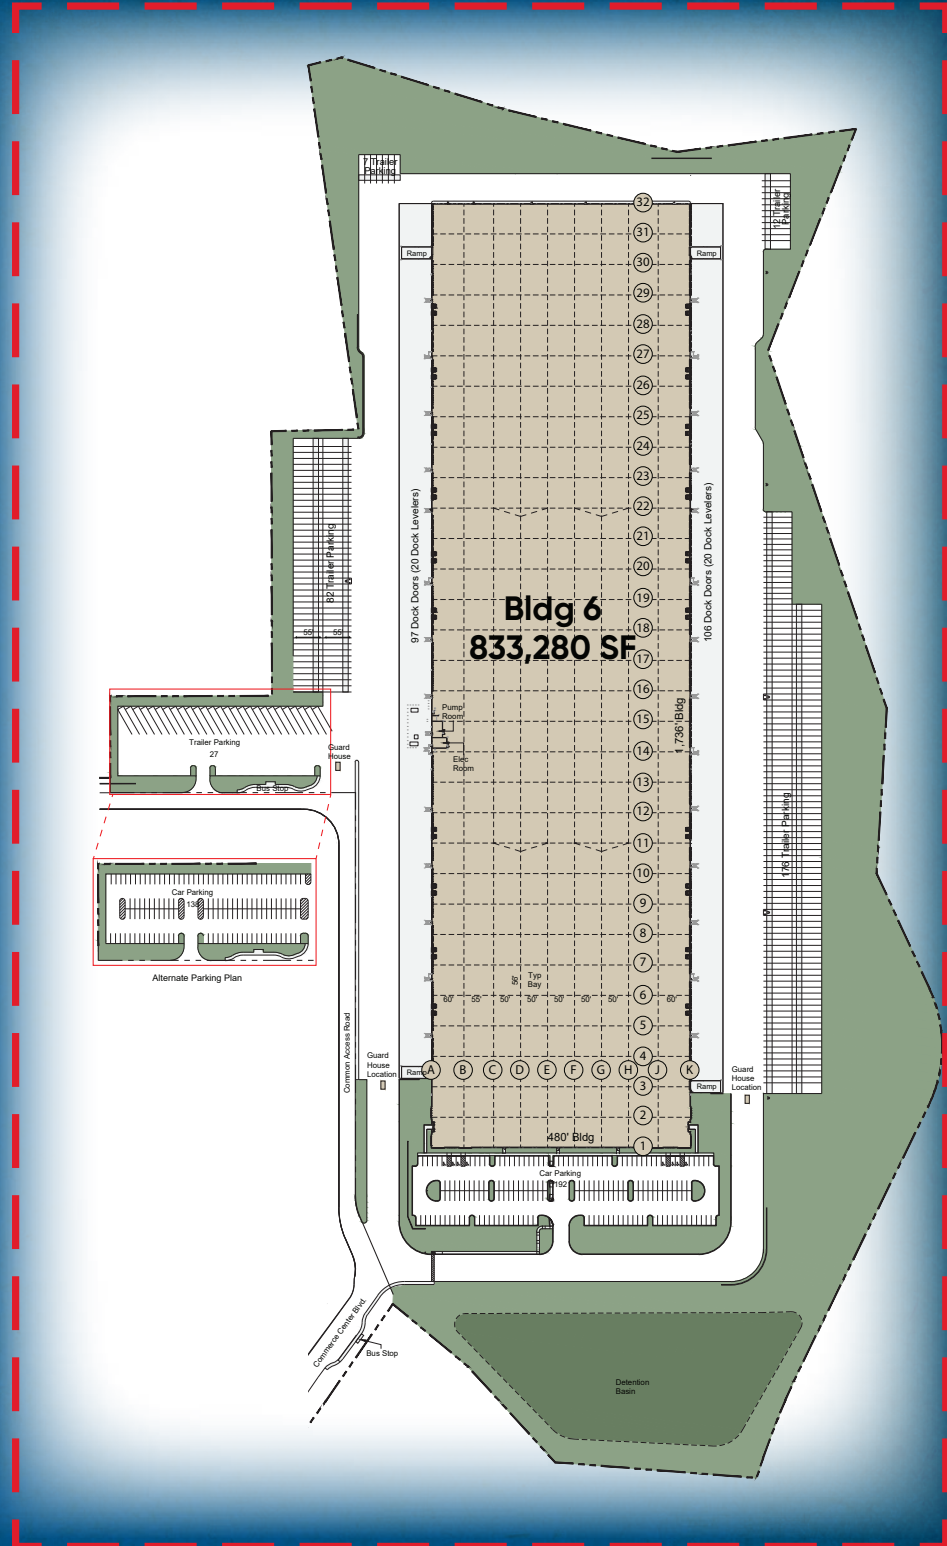 7 Trailer
Parking
12 Trailer
Parking
32
31
Ramp
Ramp
30
29
28
27
26
25
24
23
22
21
20
19
18
17
16
15
14
13
12
11
10
9
8
7
6
5
4
3
2
1
97 Dock Doors (20 Dock Levelers)
106 Dock Doors (20 Dock Levelers)
82 Trailer Parking
55'
55'
Bldg 6
833,280 SF
1,736' Bldg
Pump
Room
Elec
Room
Trailer Parking
27
Guard
House
Bus Stop
176 Trailer Parking
Car Parking
Alternate Parking Plan
56'
Typ
Bay
60'
55'
50'
50'
50'
50'
50'
60'
Common Access Road
Guard
House
Location
Ramp
A
B
C
D
E
F
G
H
J
K
Ramp
Guard
House
Location
480' Bldg
Car Parking
192
Commerce Center Blvd.
Bus Stop
Detention
Basin